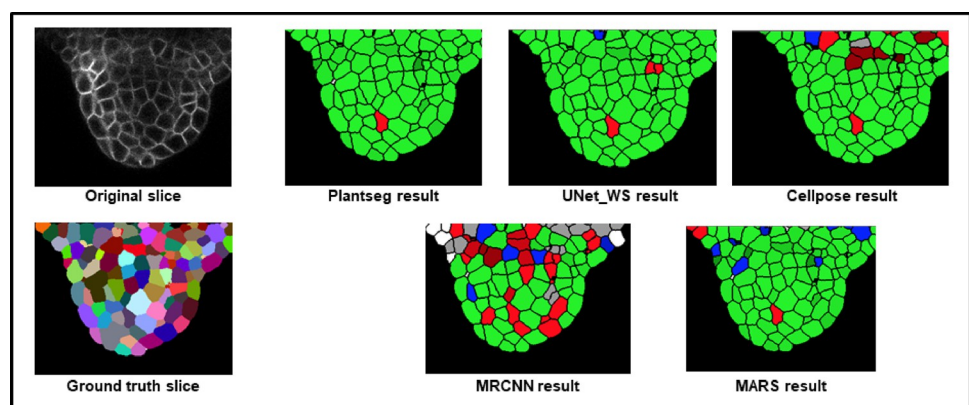 Original slice
Plantseg result
UNet_WS result
Cellpose result
Ground truth slice
MRCNN result
MARS result